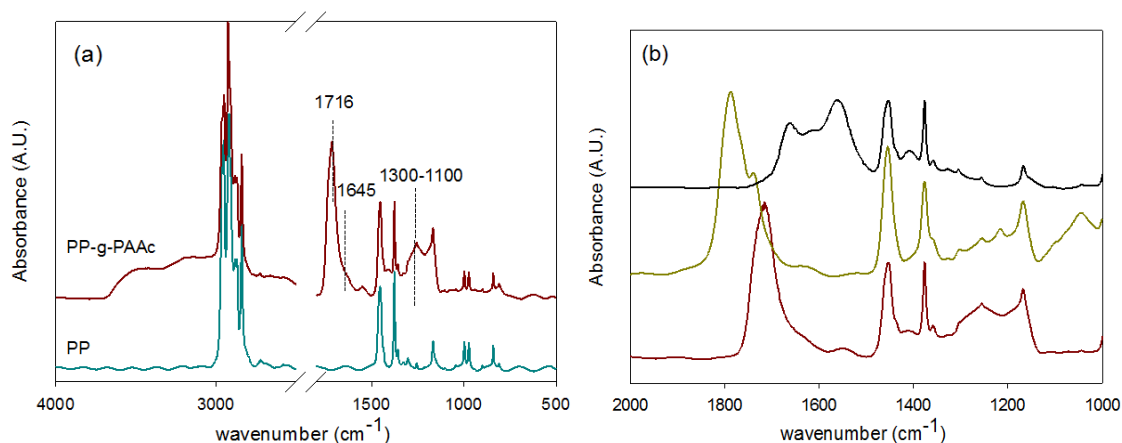 (a)
1716
1645
1300-1100
PP-g-PAAc
PP
Absorbance (A.U.)
4000 3000 1500 1000 500
wavenumber (cm⁻¹)
(b)
Absorbance (A.U.)
2000 1800 1600 1400 1200 1000
wavenumber (cm⁻¹)